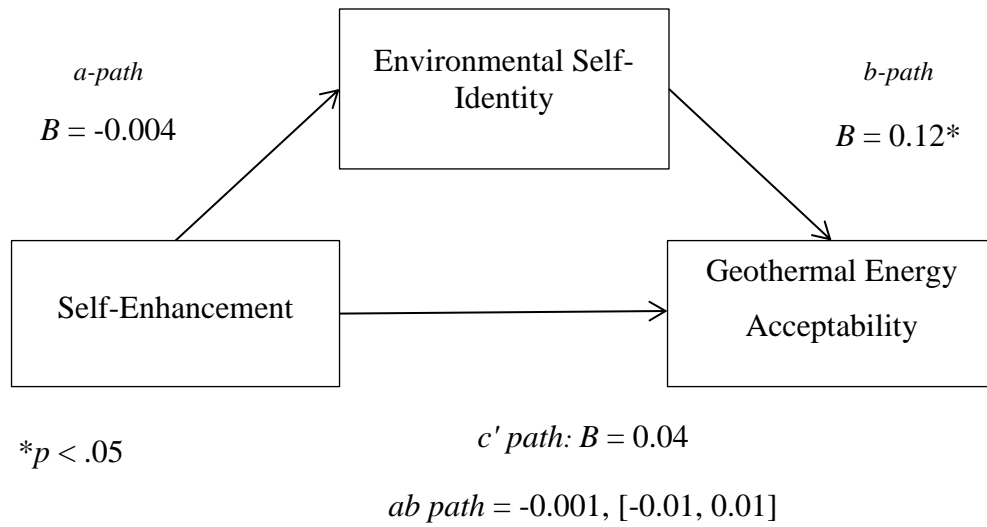 a-path
B = -0.004
Environmental Self-
Identity
b-path
B = 0.12*
Self-Enhancement
Geothermal Energy
Acceptability
*p < .05
c' path: B = 0.04
ab path = -0.001, [-0.01, 0.01]